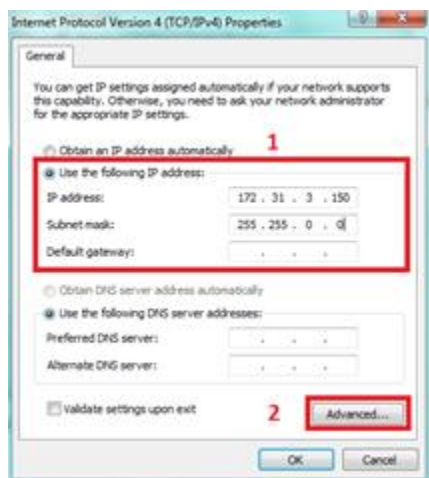 Internet Protocol Version 4 (TCP/IPv4) Properties
General
You can get IP settings assigned automatically if your network supports
this capability. Otherwise, you need to ask your network administrator
for the appropriate IP settings.
1
Obtain an IP address automatically
Use the following IP address:
IP address: 172 . 31 . 3 . 150
Subnet mask: 255 . 255 . 0 . 0
Default gateway: . . .
Obtain DNS server address automatically
Use the following DNS server addresses:
Preferred DNS server: . . .
Alternate DNS server: . . .
Validate settings upon exit 2 Advanced...
OK Cancel